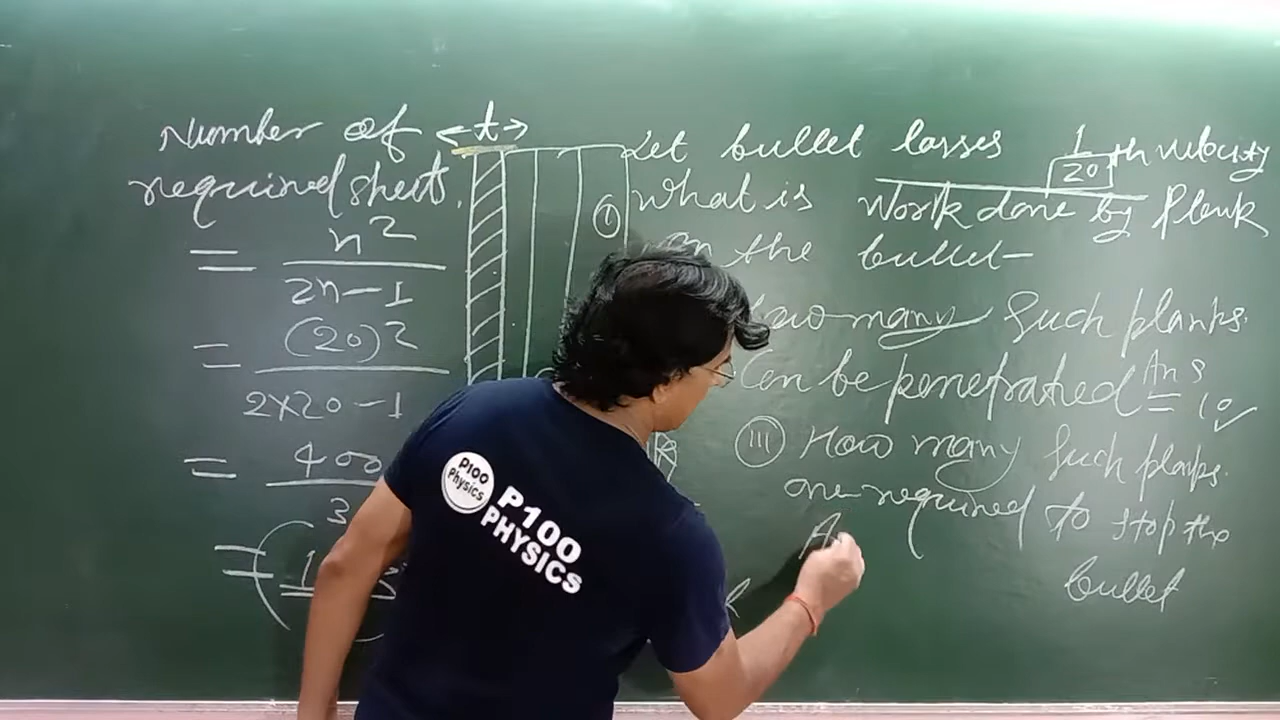 Number of
required sheets.
= n²
2n-1
= (20)²
2x20-1
= 400
3
=
← t →
Let bullet losses 1/20 th velocity
(I) What is work done by Plank
on the bullet-
how many such planks.
Can be penetrated Ans
= 10 ✓
(III) How many such planks.
are required to stop the
bullet
A
P100
Physics
P100
PHYSICS